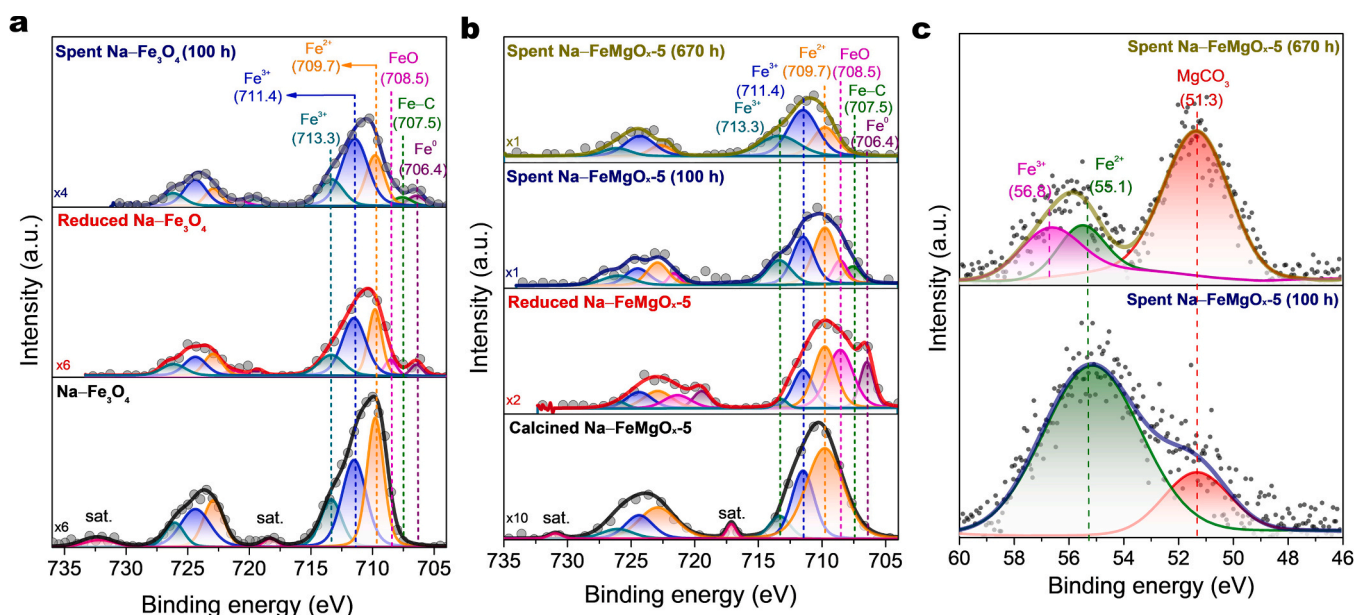 a
Spent Na–Fe₃O₄ (100 h)
Fe²⁺
(709.7)
FeO
(708.5)
Fe³⁺
(711.4)
Fe–C
(707.5)
Fe³⁺
(713.3)
Fe⁰
(706.4)
x4
Reduced Na–Fe₃O₄
x6
Na–Fe₃O₄
x6
sat.
sat.
735 730 725 720 715 710 705
Binding energy (eV)
Intensity (a.u.)
b
Spent Na–FeMgOₓ-5 (670 h)
Fe²⁺
(709.7)
FeO
(708.5)
Fe³⁺
(711.4)
Fe–C
(707.5)
Fe³⁺
(713.3)
Fe⁰
(706.4)
x1
Spent Na–FeMgOₓ-5 (100 h)
x1
Reduced Na–FeMgOₓ-5
x2
Calcined Na–FeMgOₓ-5
x10
sat.
sat.
735 730 725 720 715 710 705
Binding energy (eV)
Intensity (a.u.)
c
Spent Na–FeMgOₓ-5 (670 h)
MgCO₃
(51.3)
Fe³⁺
(56.8)
Fe²⁺
(55.1)
Spent Na–FeMgOₓ-5 (100 h)
60 58 56 54 52 50 48 46
Binding energy (eV)
Intensity (a.u.)